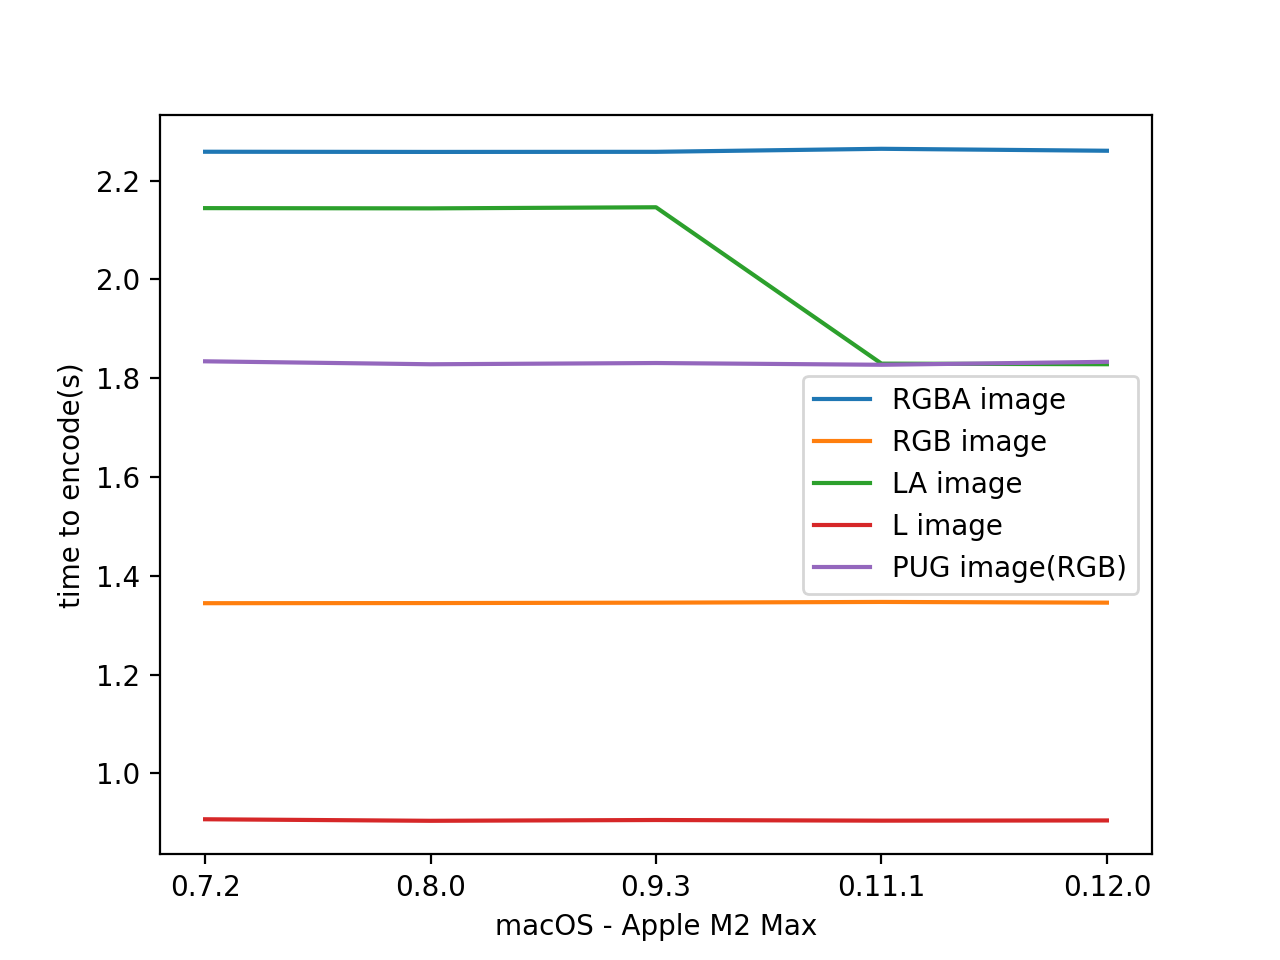 2.2
2.0
1.8
1.6
1.4
1.2
1.0
time to encode(s)
RGBA image
RGB image
LA image
L image
PUG image(RGB)
0.7.2 0.8.0 0.9.3 0.11.1 0.12.0
macOS - Apple M2 Max